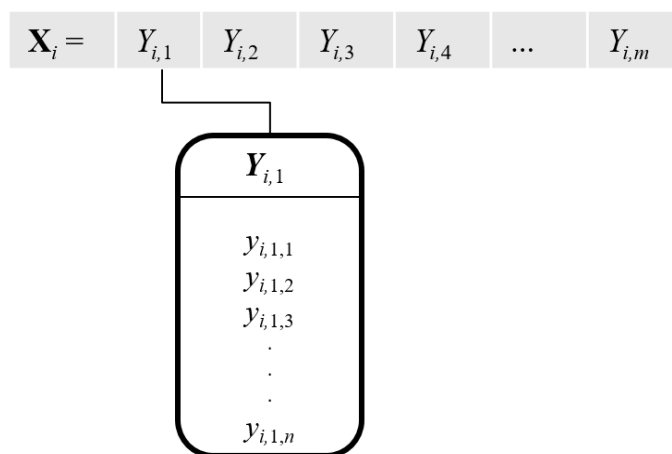 𝐗ᵢ = Y_{i,1} Y_{i,2} Y_{i,3} Y_{i,4} ... Y_{i,m}
Y_{i,1}
y_{i,1,1}
y_{i,1,2}
y_{i,1,3}
.
.
.
y_{i,1,n}